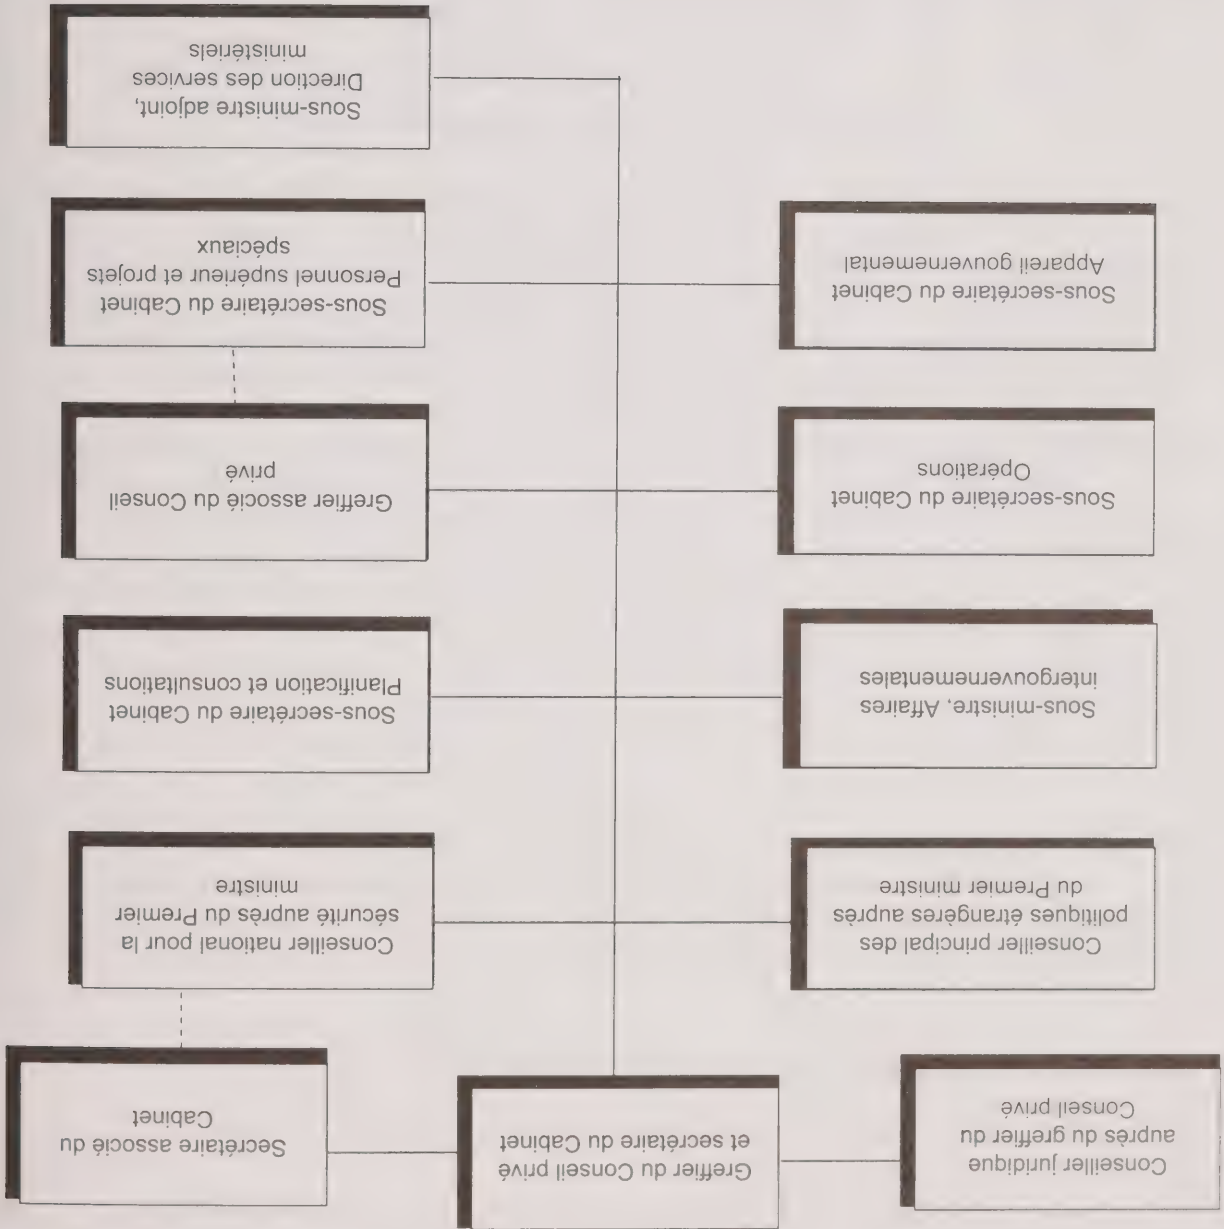 Conseiller juridique
auprès du greffier du
Conseil privé
Greffier du Conseil privé
et secrétaire du Cabinet
Secrétaire associé du
Cabinet
Conseiller principal des
politiques étrangères auprès
du Premier ministre
Conseiller national pour la
sécurité auprès du Premier
ministre
Sous-ministre, Affaires
intergouvernementales
Sous-secrétaire du Cabinet
Planification et consultations
Sous-secrétaire du Cabinet
Opérations
Greffier associé du Conseil
privé
Sous-secrétaire du Cabinet
Appareil gouvernemental
Sous-secrétaire du Cabinet
Personnel supérieur et projets
spéciaux
Sous-ministre adjoint,
Direction des services
ministériels